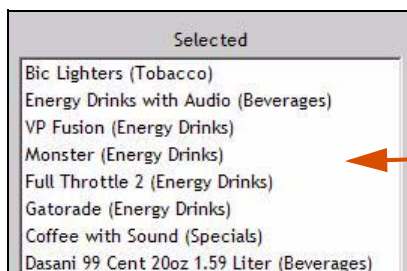 Selected
Bic Lighters (Tobacco)
Energy Drinks with Audio (Beverages)
VP Fusion (Energy Drinks)
Monster (Energy Drinks)
Full Throttle 2 (Energy Drinks)
Gatorade (Energy Drinks)
Coffee with Sound (Specials)
Dasani 99 Cent 20oz 1.59 Liter (Beverages)